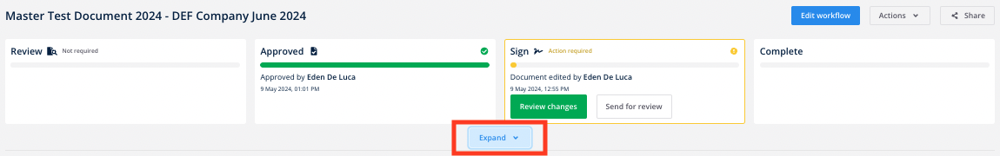 Master Test Document 2024 - DEF Company June 2024
Edit workflow
Actions
Share
Review
Not required
Approved
Sign
Action required
Complete
Approved by Eden De Luca
9 May 2024, 01:01 PM
Document edited by Eden De Luca
9 May 2024, 12:55 PM
Review changes
Send for review
Expand